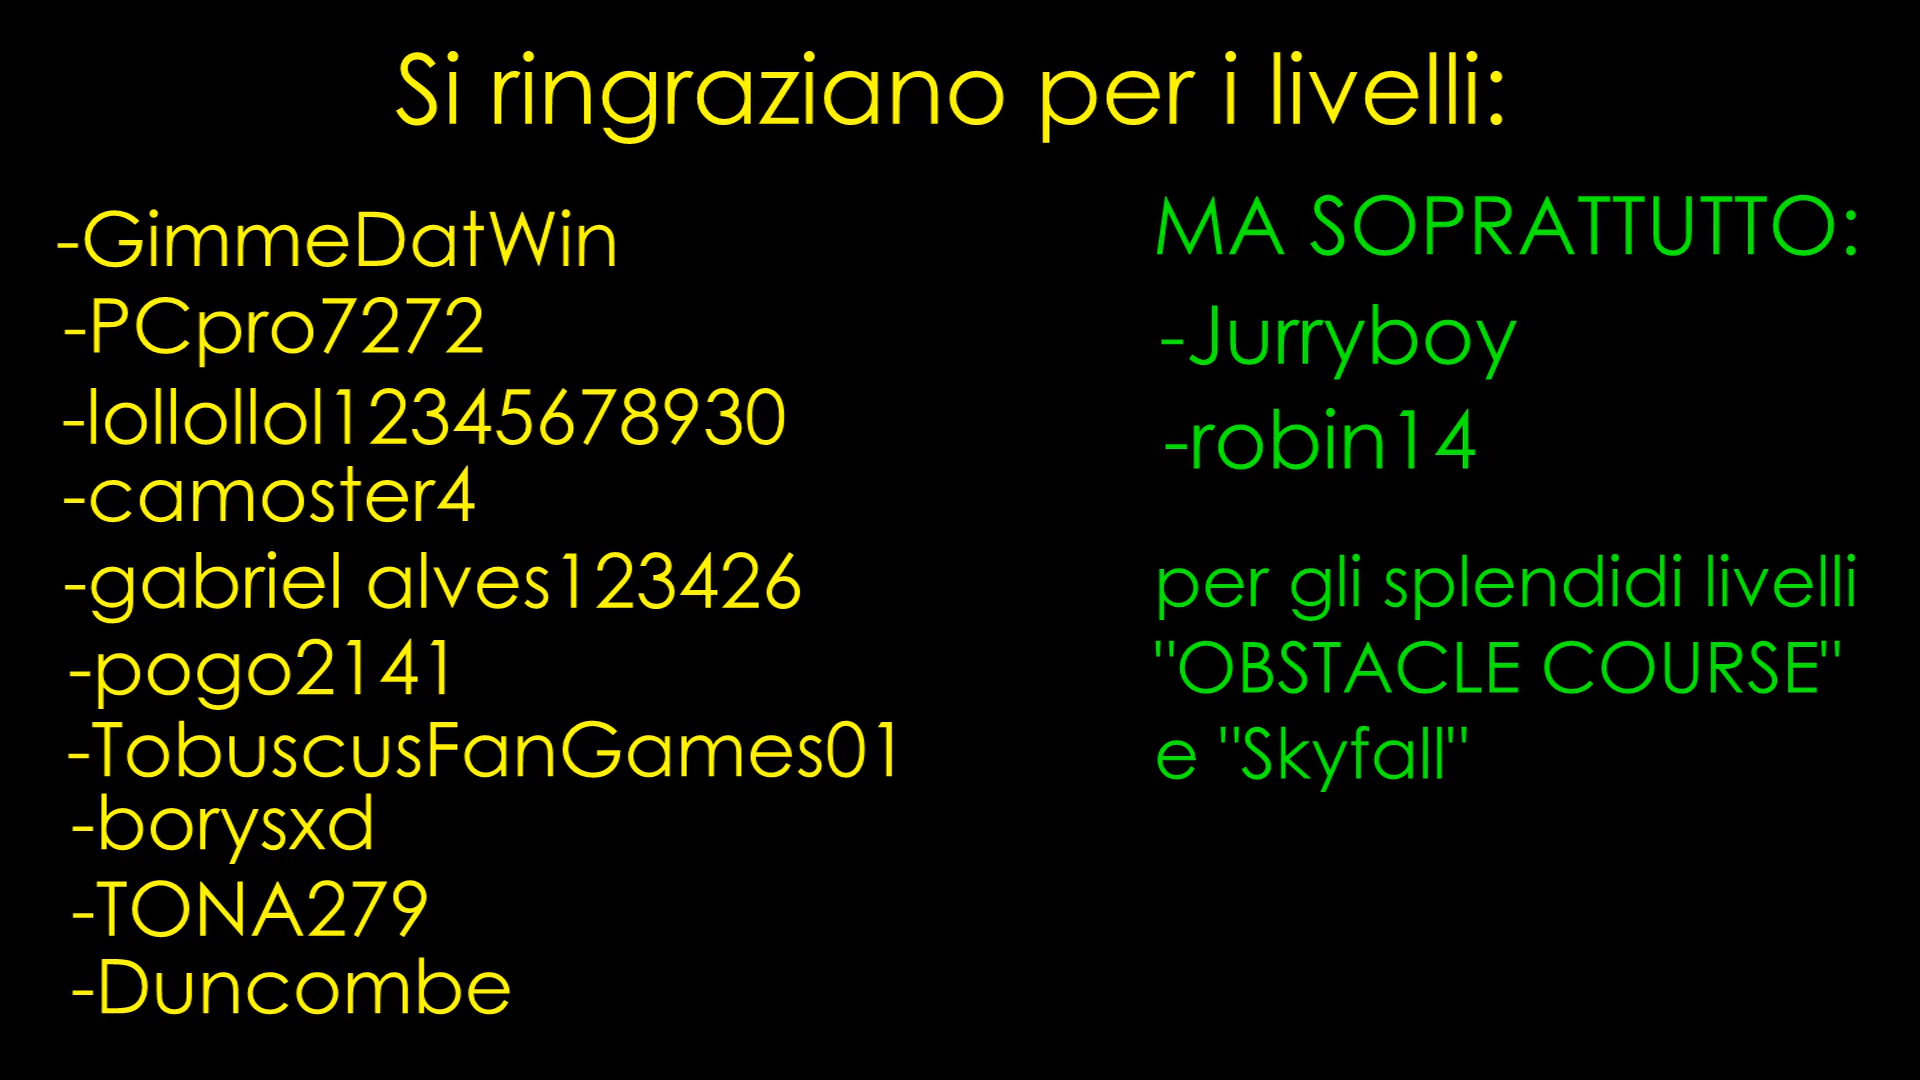 Si ringraziano per i livelli:
-GimmeDatWin
-PCpro7272
-lollollol12345678930
-camoster4
-gabriel alves123426
-pogo2141
-TobuscusFanGames01
-borysxd
-TONA279
-Duncombe
MA SOPRATTUTTO:
-Jurryboy
-robin14
per gli splendidi livelli
"OBSTACLE COURSE"
e "Skyfall"